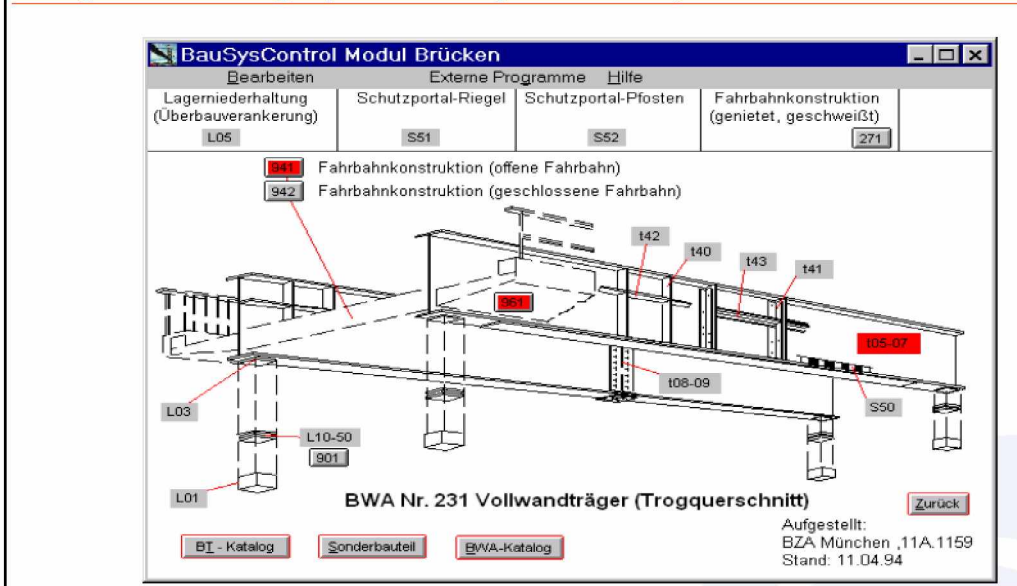 BauSysControl Modul Brücken
Bearbeiten Externe Programme Hilfe
Lagerniederhaltung Schutzportal-Riegel Schutzportal-Pfosten Fahrbahnkonstruktion
(Überbauverankerung) (genietet, geschweißt)
L05 S51 S52 271
941 Fahrbahnkonstruktion (offene Fahrbahn)
942 Fahrbahnkonstruktion (geschlossene Fahrbahn)
t42
t40
t43
t41
961
t05-07
t08-09
S50
L03
L10-50
901
L01
BWA Nr. 231 Vollwandträger (Trogquerschnitt)
Zurück
Aufgestellt:
BZA München ,11A.1159
Stand: 11.04.94
BT - Katalog Sonderbauteil BWA-Katalog